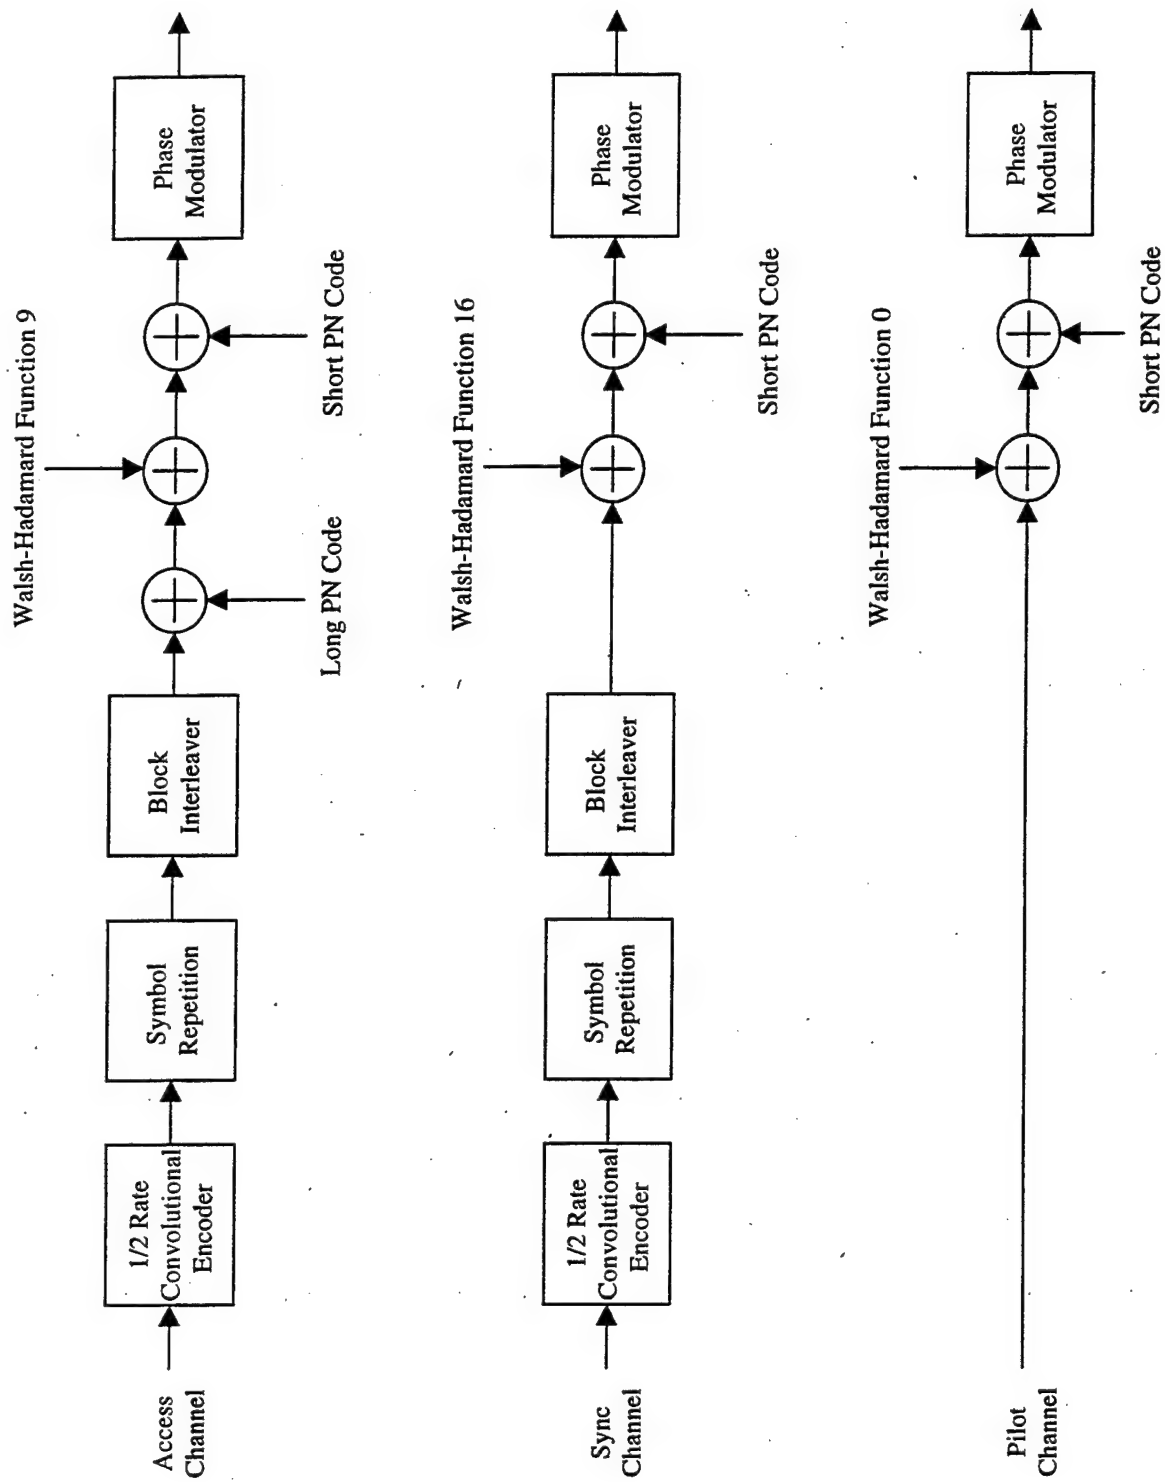 Access
Channel
1/2 Rate
Convolutional
Encoder
Symbol
Repetition
Block
Interleaver
Long PN Code
Walsh-Hadamard Function 9
Short PN Code
Phase
Modulator
Sync
Channel
1/2 Rate
Convolutional
Encoder
Symbol
Repetition
Block
Interleaver
Walsh-Hadamard Function 16
Short PN Code
Phase
Modulator
Pilot
Channel
Walsh-Hadamard Function 0
Short PN Code
Phase
Modulator